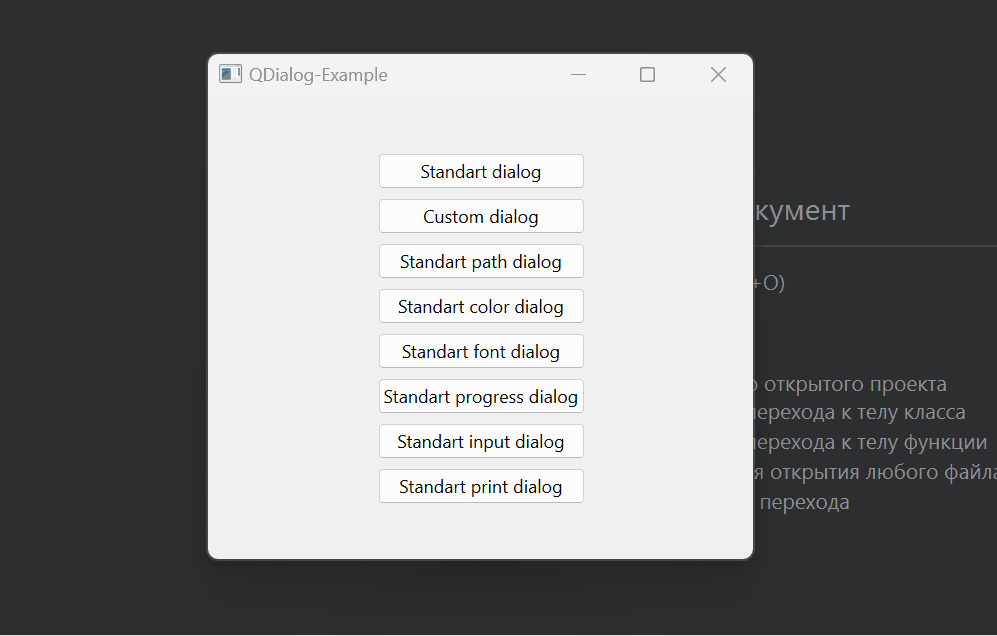 QDialog-Example
Standart dialog
Custom dialog
Standart path dialog
Standart color dialog
Standart font dialog
Standart progress dialog
Standart input dialog
Standart print dialog
кумент
+O)
открытого проекта
перехода к телу класса
перехода к телу функции
я открытия любого файла
перехода